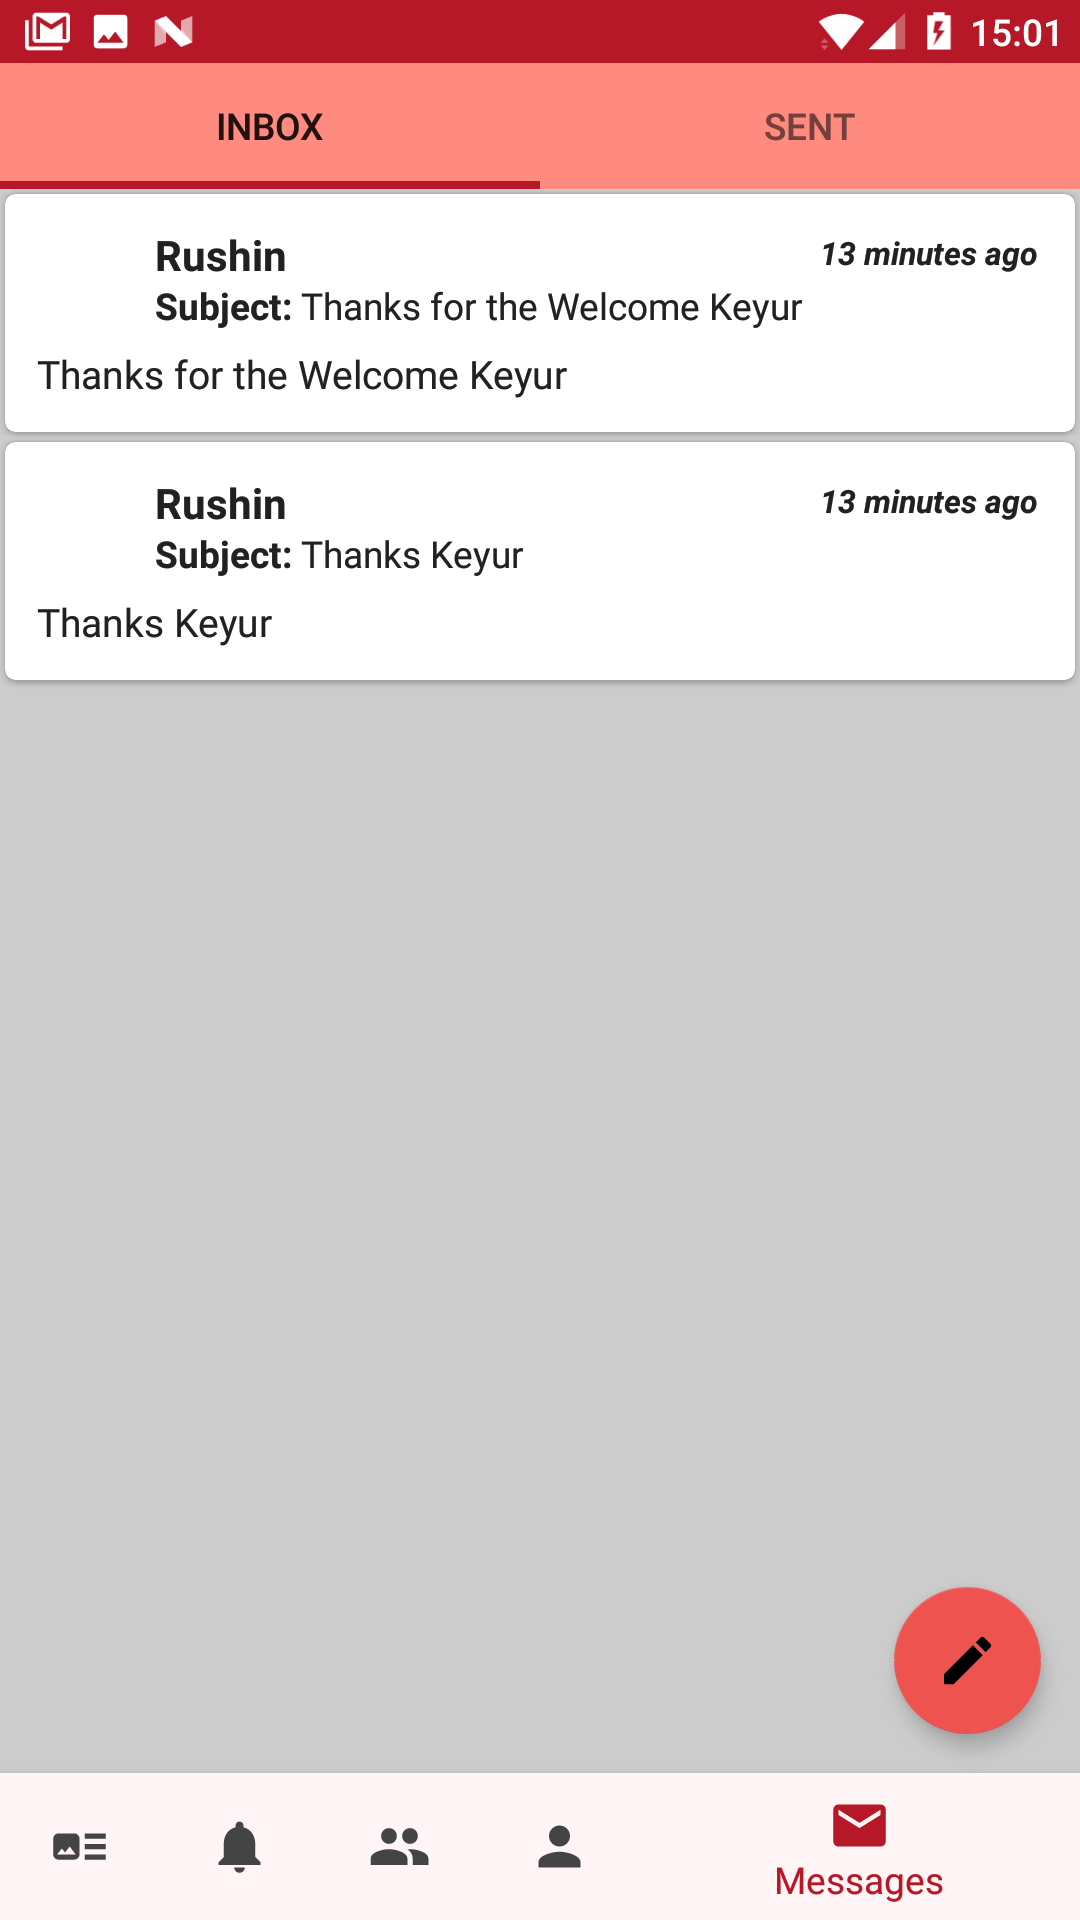 15:01
INBOX
SENT
Rushin
13 minutes ago
Subject: Thanks for the Welcome Keyur
Thanks for the Welcome Keyur
Rushin
13 minutes ago
Subject: Thanks Keyur
Thanks Keyur
Messages